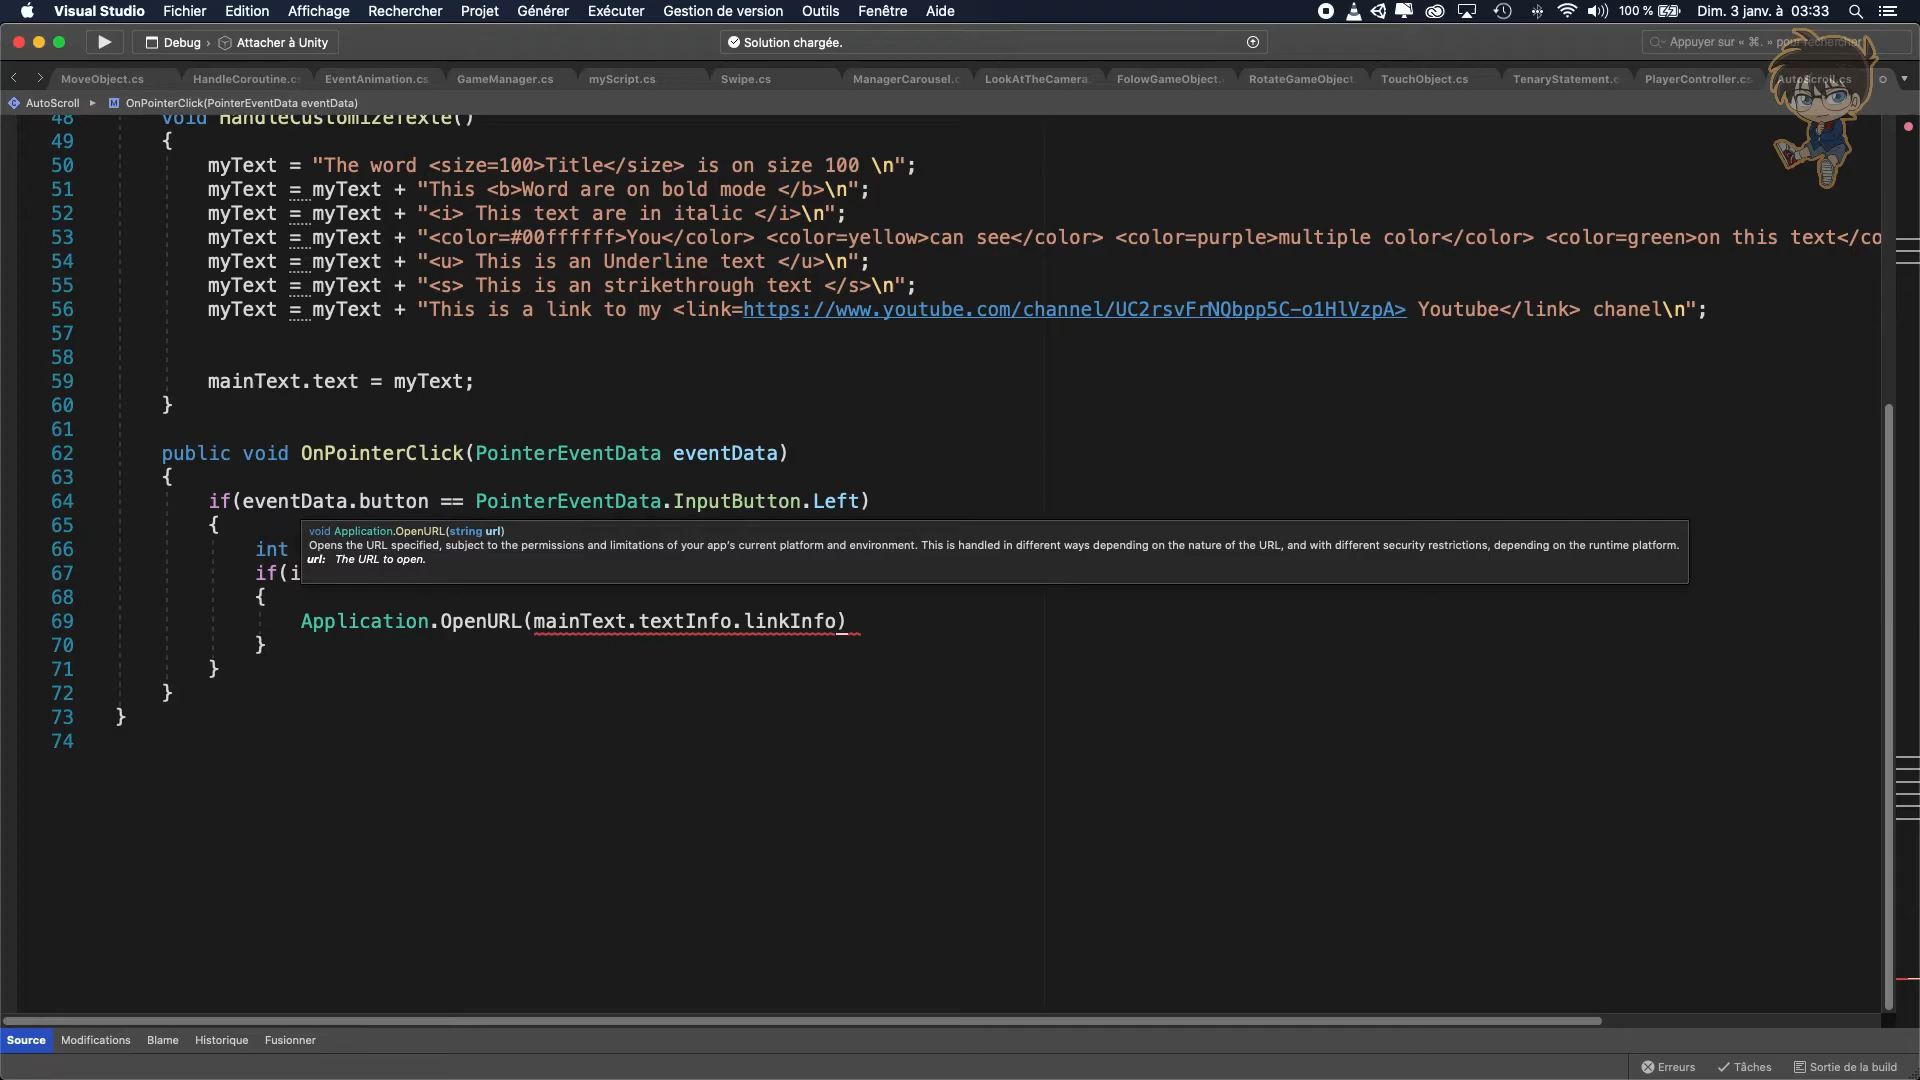 Visual Studio Fichier Edition Affichage Rechercher Projet Générer Exécuter Gestion de version Outils Fenêtre Aide 100 % Dim. 3 janv. à 03:33
Debug › Attacher à Unity Solution chargée. Appuyer sur « ⌘. » pour rechercher
MoveObject.cs HandleCoroutine.c EventAnimation.cs GameManager.cs myScript.cs Swipe.cs ManagerCarousel.c LookAtTheCamera. FolowGameObject. RotateGameObject TouchObject.cs TenaryStatement.c PlayerController.cs AutoScroll.cs
AutoScroll ▸ M OnPointerClick(PointerEventData eventData)
48 void HandleCustomizeTexte()
49 {
50 myText = "The word <size=100>Title</size> is on size 100 \n";
51 myText = myText + "This <b>Word are on bold mode </b>\n";
52 myText = myText + "<i> This text are in italic </i>\n";
53 myText = myText + "<color=#00ffffff>You</color> <color=yellow>can see</color> <color=purple>multiple color</color> <color=green>on this text</co
54 myText = myText + "<u> This is an Underline text </u>\n";
55 myText = myText + "<s> This is an strikethrough text </s>\n";
56 myText = myText + "This is a link to my <link=https://www.youtube.com/channel/UC2rsvFrNQbpp5C-o1HlVzpA> Youtube</link> chanel\n";
57
58
59 mainText.text = myText;
60 }
61
62 public void OnPointerClick(PointerEventData eventData)
63 {
64 if(eventData.button == PointerEventData.InputButton.Left)
65 {
void Application.OpenURL(string url)
Opens the URL specified, subject to the permissions and limitations of your app's current platform and environment. This is handled in different ways depending on the nature of the URL, and with different security restrictions, depending on the runtime platform.
url: The URL to open.
66 int
67 if(i
68 {
69 Application.OpenURL(mainText.textInfo.linkInfo)
70 }
71 }
72 }
73 }
74
Source Modifications Blame Historique Fusionner
Erreurs Tâches Sortie de la build